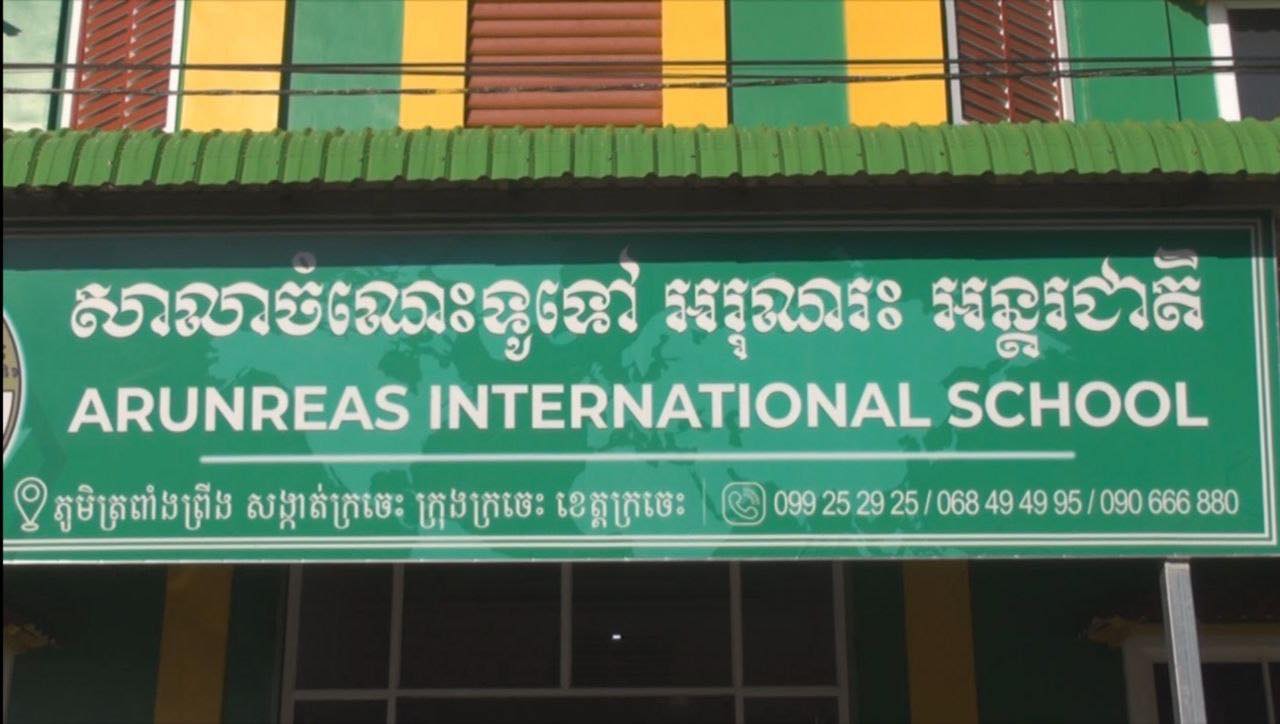 សាលាចំណេះទូទៅ អរុណរះ អន្តរជាតិ
ARUNREAS INTERNATIONAL SCHOOL
ភូមិត្រពាំងព្រីង សង្កាត់ក្រចេះ ក្រុងក្រចេះ ខេត្តក្រចេះ | 099 25 29 25 / 068 49 49 95 / 090 666 880